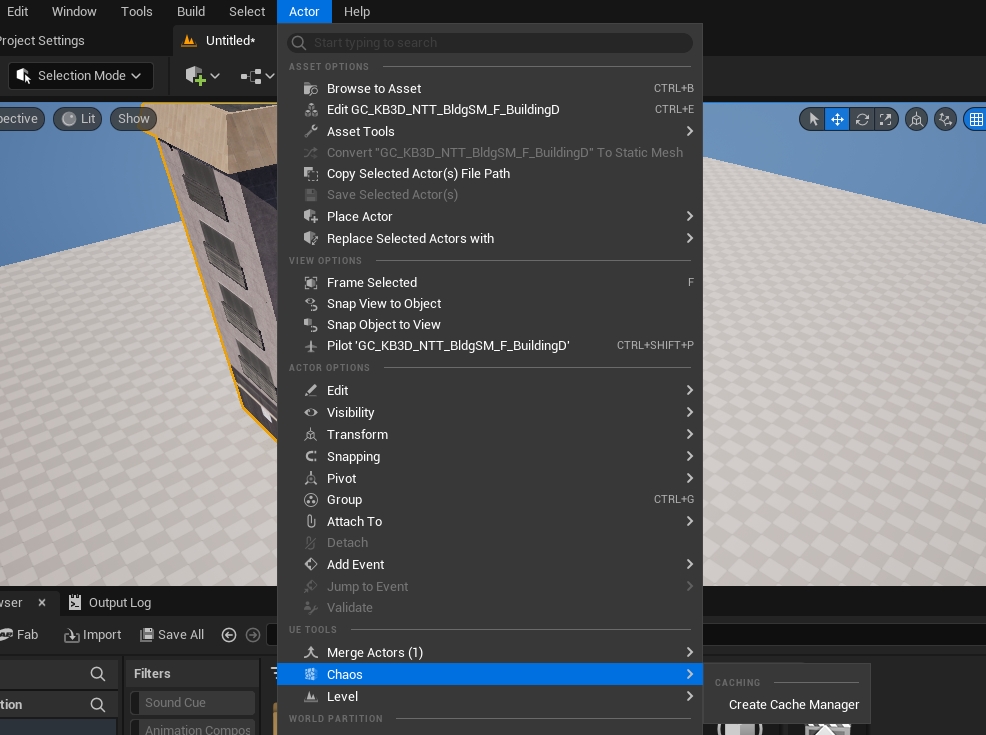 Edit Window Tools Build Select Actor Help
Project Settings Untitled*
Start typing to search
Selection Mode
ASSET OPTIONS
Browse to Asset CTRL+B
Edit GC_KB3D_NTT_BldgSM_F_BuildingD CTRL+E
Asset Tools
Convert "GC_KB3D_NTT_BldgSM_F_BuildingD" To Static Mesh
Copy Selected Actor(s) File Path
Save Selected Actor(s)
Place Actor
Replace Selected Actors with
VIEW OPTIONS
Frame Selected F
Snap View to Object
Snap Object to View
Pilot 'GC_KB3D_NTT_BldgSM_F_BuildingD' CTRL+SHIFT+P
ACTOR OPTIONS
Edit
Visibility
Transform
Snapping
Pivot
Group CTRL+G
Attach To
Detach
Add Event
Jump to Event
Validate
UE TOOLS
Merge Actors (1)
Chaos
Level
WORLD PARTITION
CACHING
Create Cache Manager
pective Lit Show
wser Output Log
Fab Import Save All
Filters
tion
Sound Cue
Animation Compos